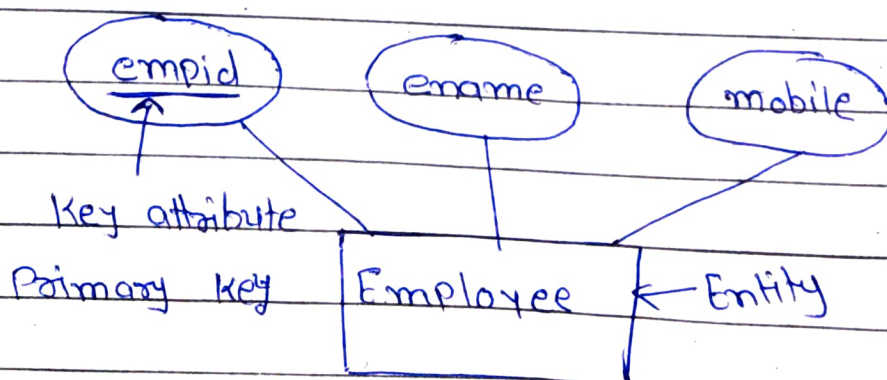 empid
ename
mobile
Key attribute
Primary Key
Employee
Entity